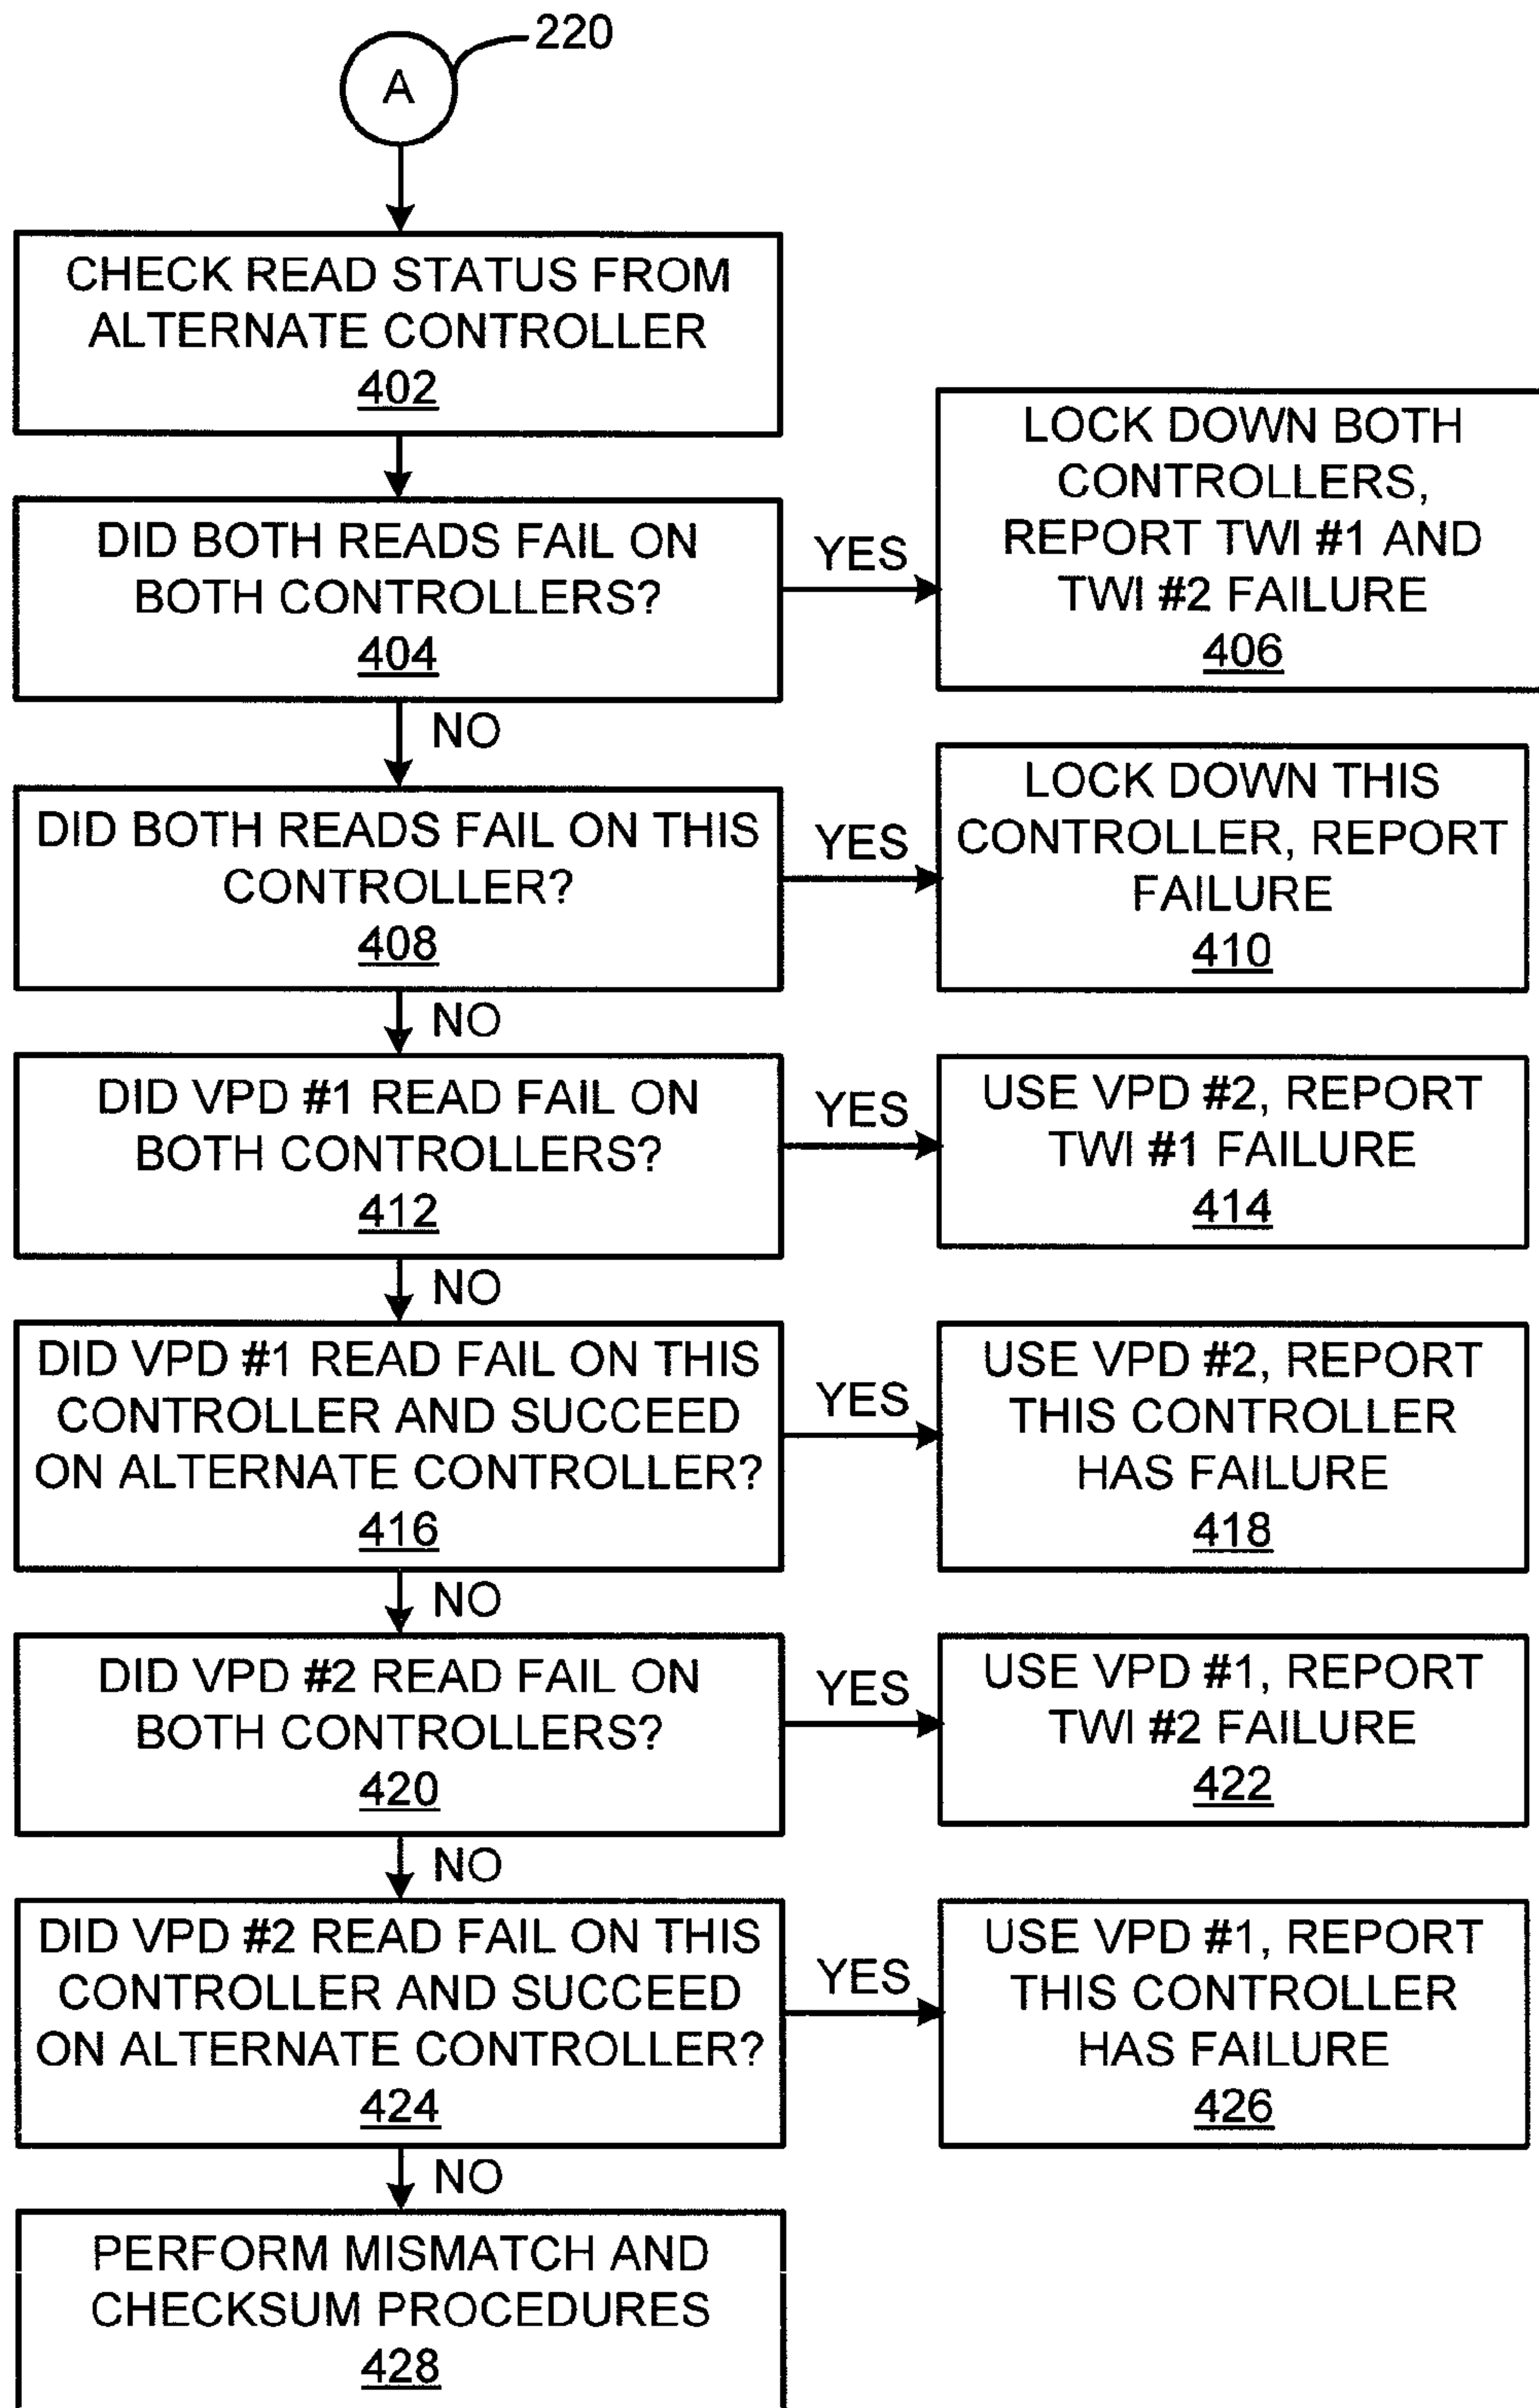 220
A
CHECK READ STATUS FROM
ALTERNATE CONTROLLER
402
DID BOTH READS FAIL ON
BOTH CONTROLLERS?
404
YES
LOCK DOWN BOTH
CONTROLLERS,
REPORT TWI #1 AND
TWI #2 FAILURE
406
NO
DID BOTH READS FAIL ON THIS
CONTROLLER?
408
YES
LOCK DOWN THIS
CONTROLLER, REPORT
FAILURE
410
NO
DID VPD #1 READ FAIL ON
BOTH CONTROLLERS?
412
YES
USE VPD #2, REPORT
TWI #1 FAILURE
414
NO
DID VPD #1 READ FAIL ON THIS
CONTROLLER AND SUCCEED
ON ALTERNATE CONTROLLER?
416
YES
USE VPD #2, REPORT
THIS CONTROLLER
HAS FAILURE
418
NO
DID VPD #2 READ FAIL ON
BOTH CONTROLLERS?
420
YES
USE VPD #1, REPORT
TWI #2 FAILURE
422
NO
DID VPD #2 READ FAIL ON THIS
CONTROLLER AND SUCCEED
ON ALTERNATE CONTROLLER?
424
YES
USE VPD #1, REPORT
THIS CONTROLLER
HAS FAILURE
426
NO
PERFORM MISMATCH AND
CHECKSUM PROCEDURES
428